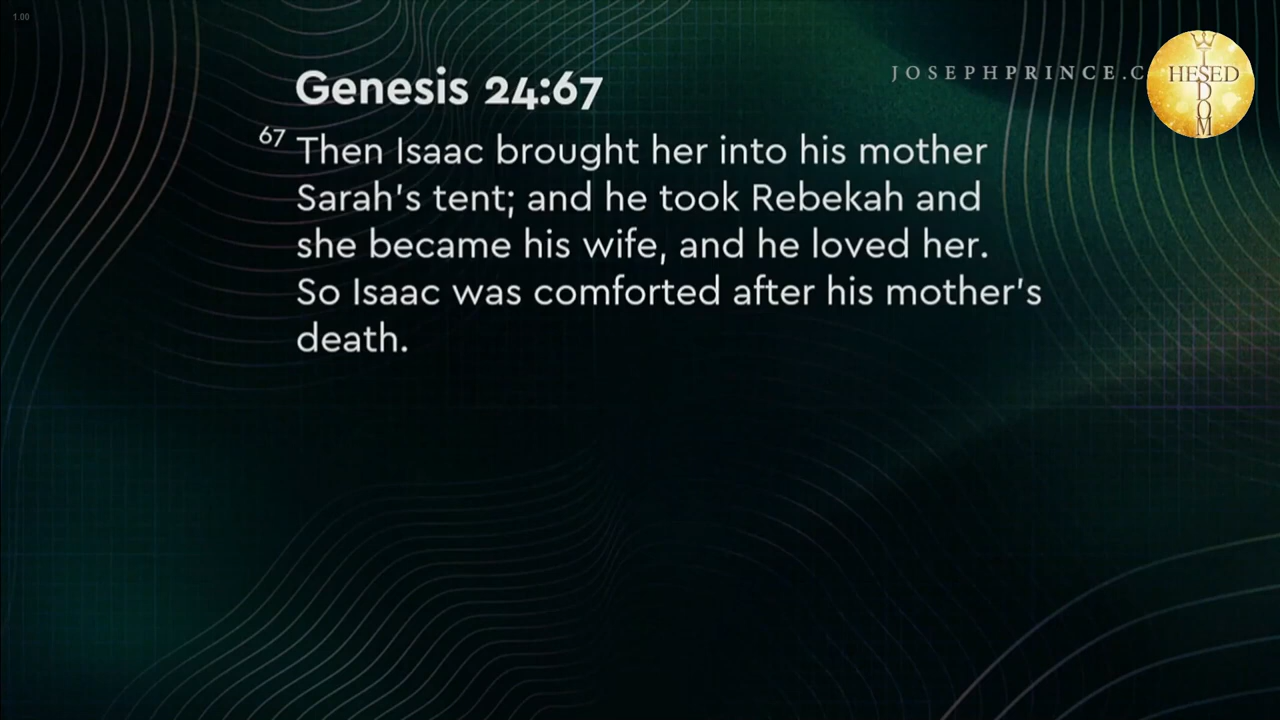 1.00
JOSEPHPRINCE.C
HESED
WISDOM
Genesis 24:67
67 Then Isaac brought her into his mother
Sarah's tent; and he took Rebekah and
she became his wife, and he loved her.
So Isaac was comforted after his mother's
death.